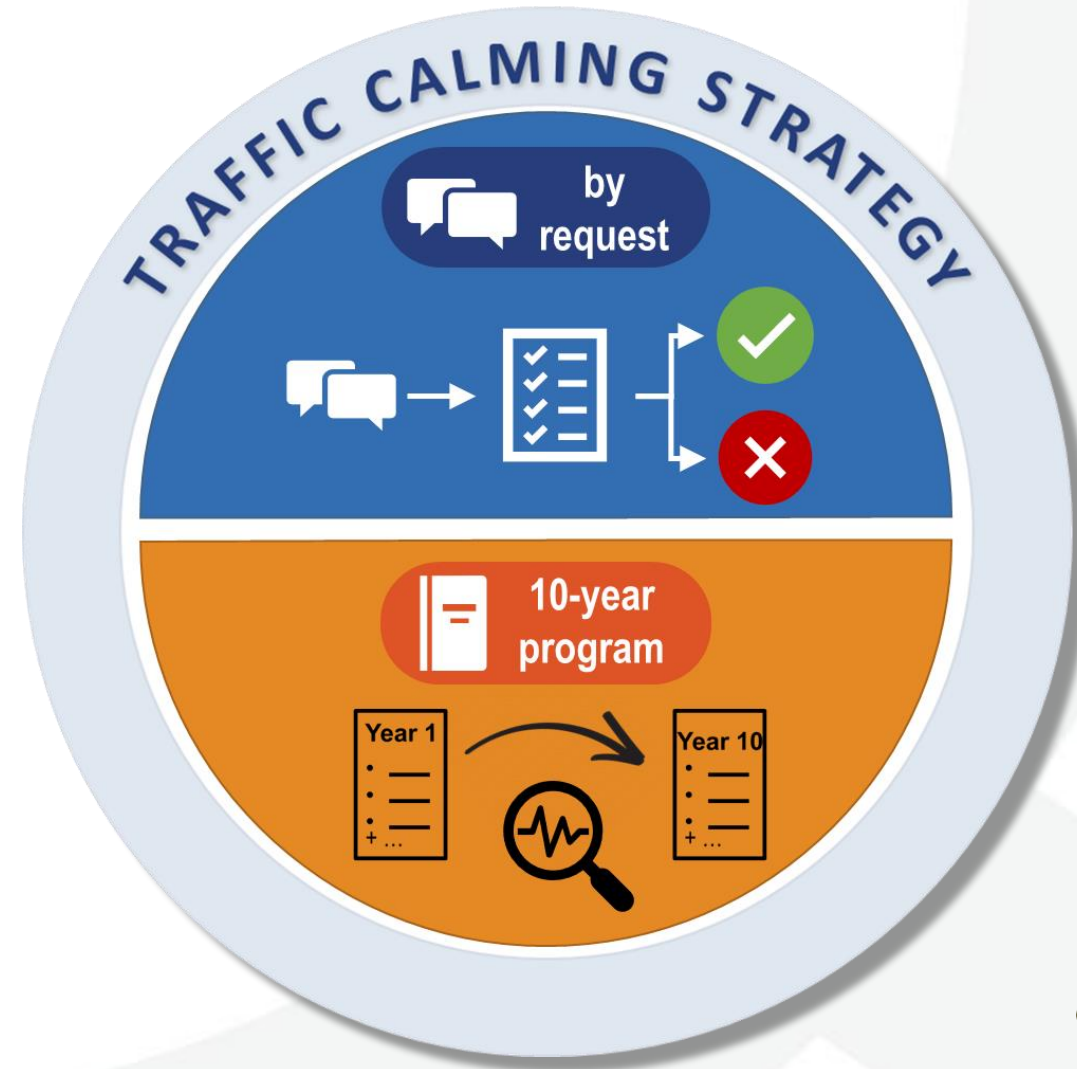 TRAFFIC CALMING STRATEGY
by
request
10-year
program
Year 1
+ ...
Year 10
+ ...